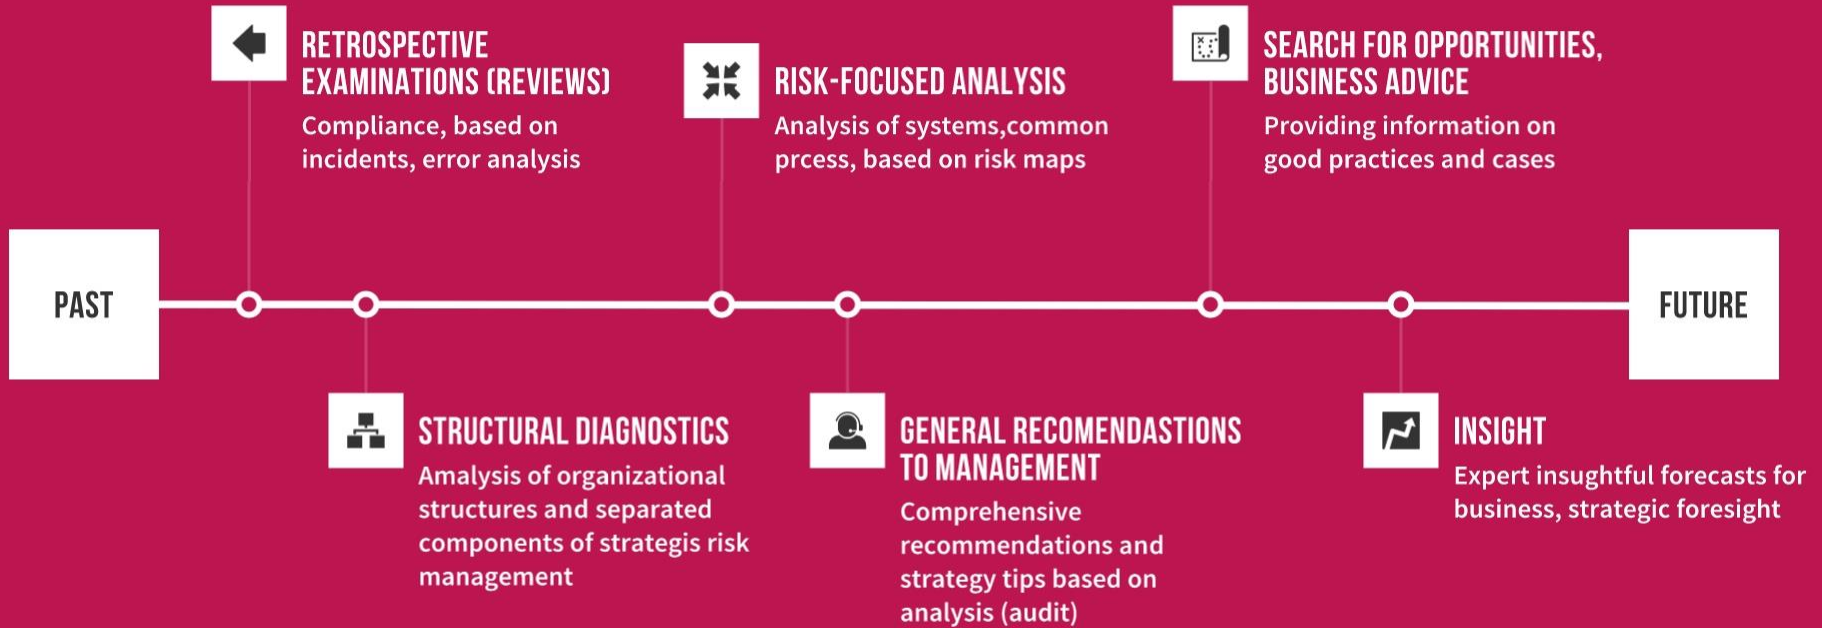 RETROSPECTIVE
EXAMINATIONS (REVIEWS)
Compliance, based on
incidents, error analysis
RISK-FOCUSED ANALYSIS
Analysis of systems,common
prcess, based on risk maps
SEARCH FOR OPPORTUNITIES,
BUSINESS ADVICE
Providing information on
good practices and cases
PAST
FUTURE
STRUCTURAL DIAGNOSTICS
Amalysis of organizational
structures and separated
components of strategis risk
management
GENERAL RECOMENDASTIONS
TO MANAGEMENT
Comprehensive
recommendations and
strategy tips based on
analysis (audit)
INSIGHT
Expert insughtful forecasts for
business, strategic foresight